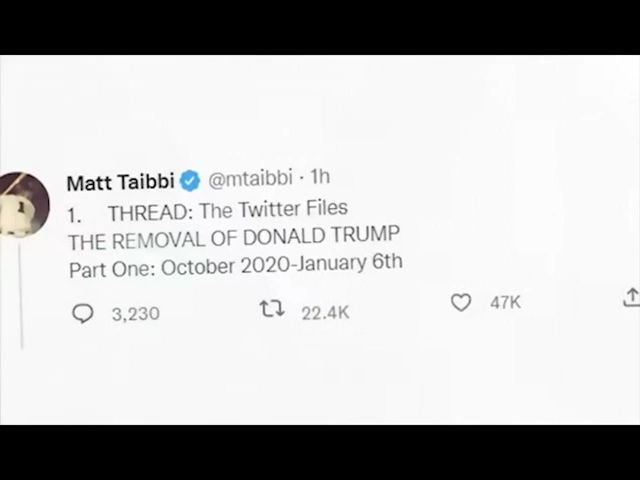 Matt Taibbi @mtaibbi · 1h
1. THREAD: The Twitter Files
THE REMOVAL OF DONALD TRUMP
Part One: October 2020-January 6th
3,230 22.4K 47K